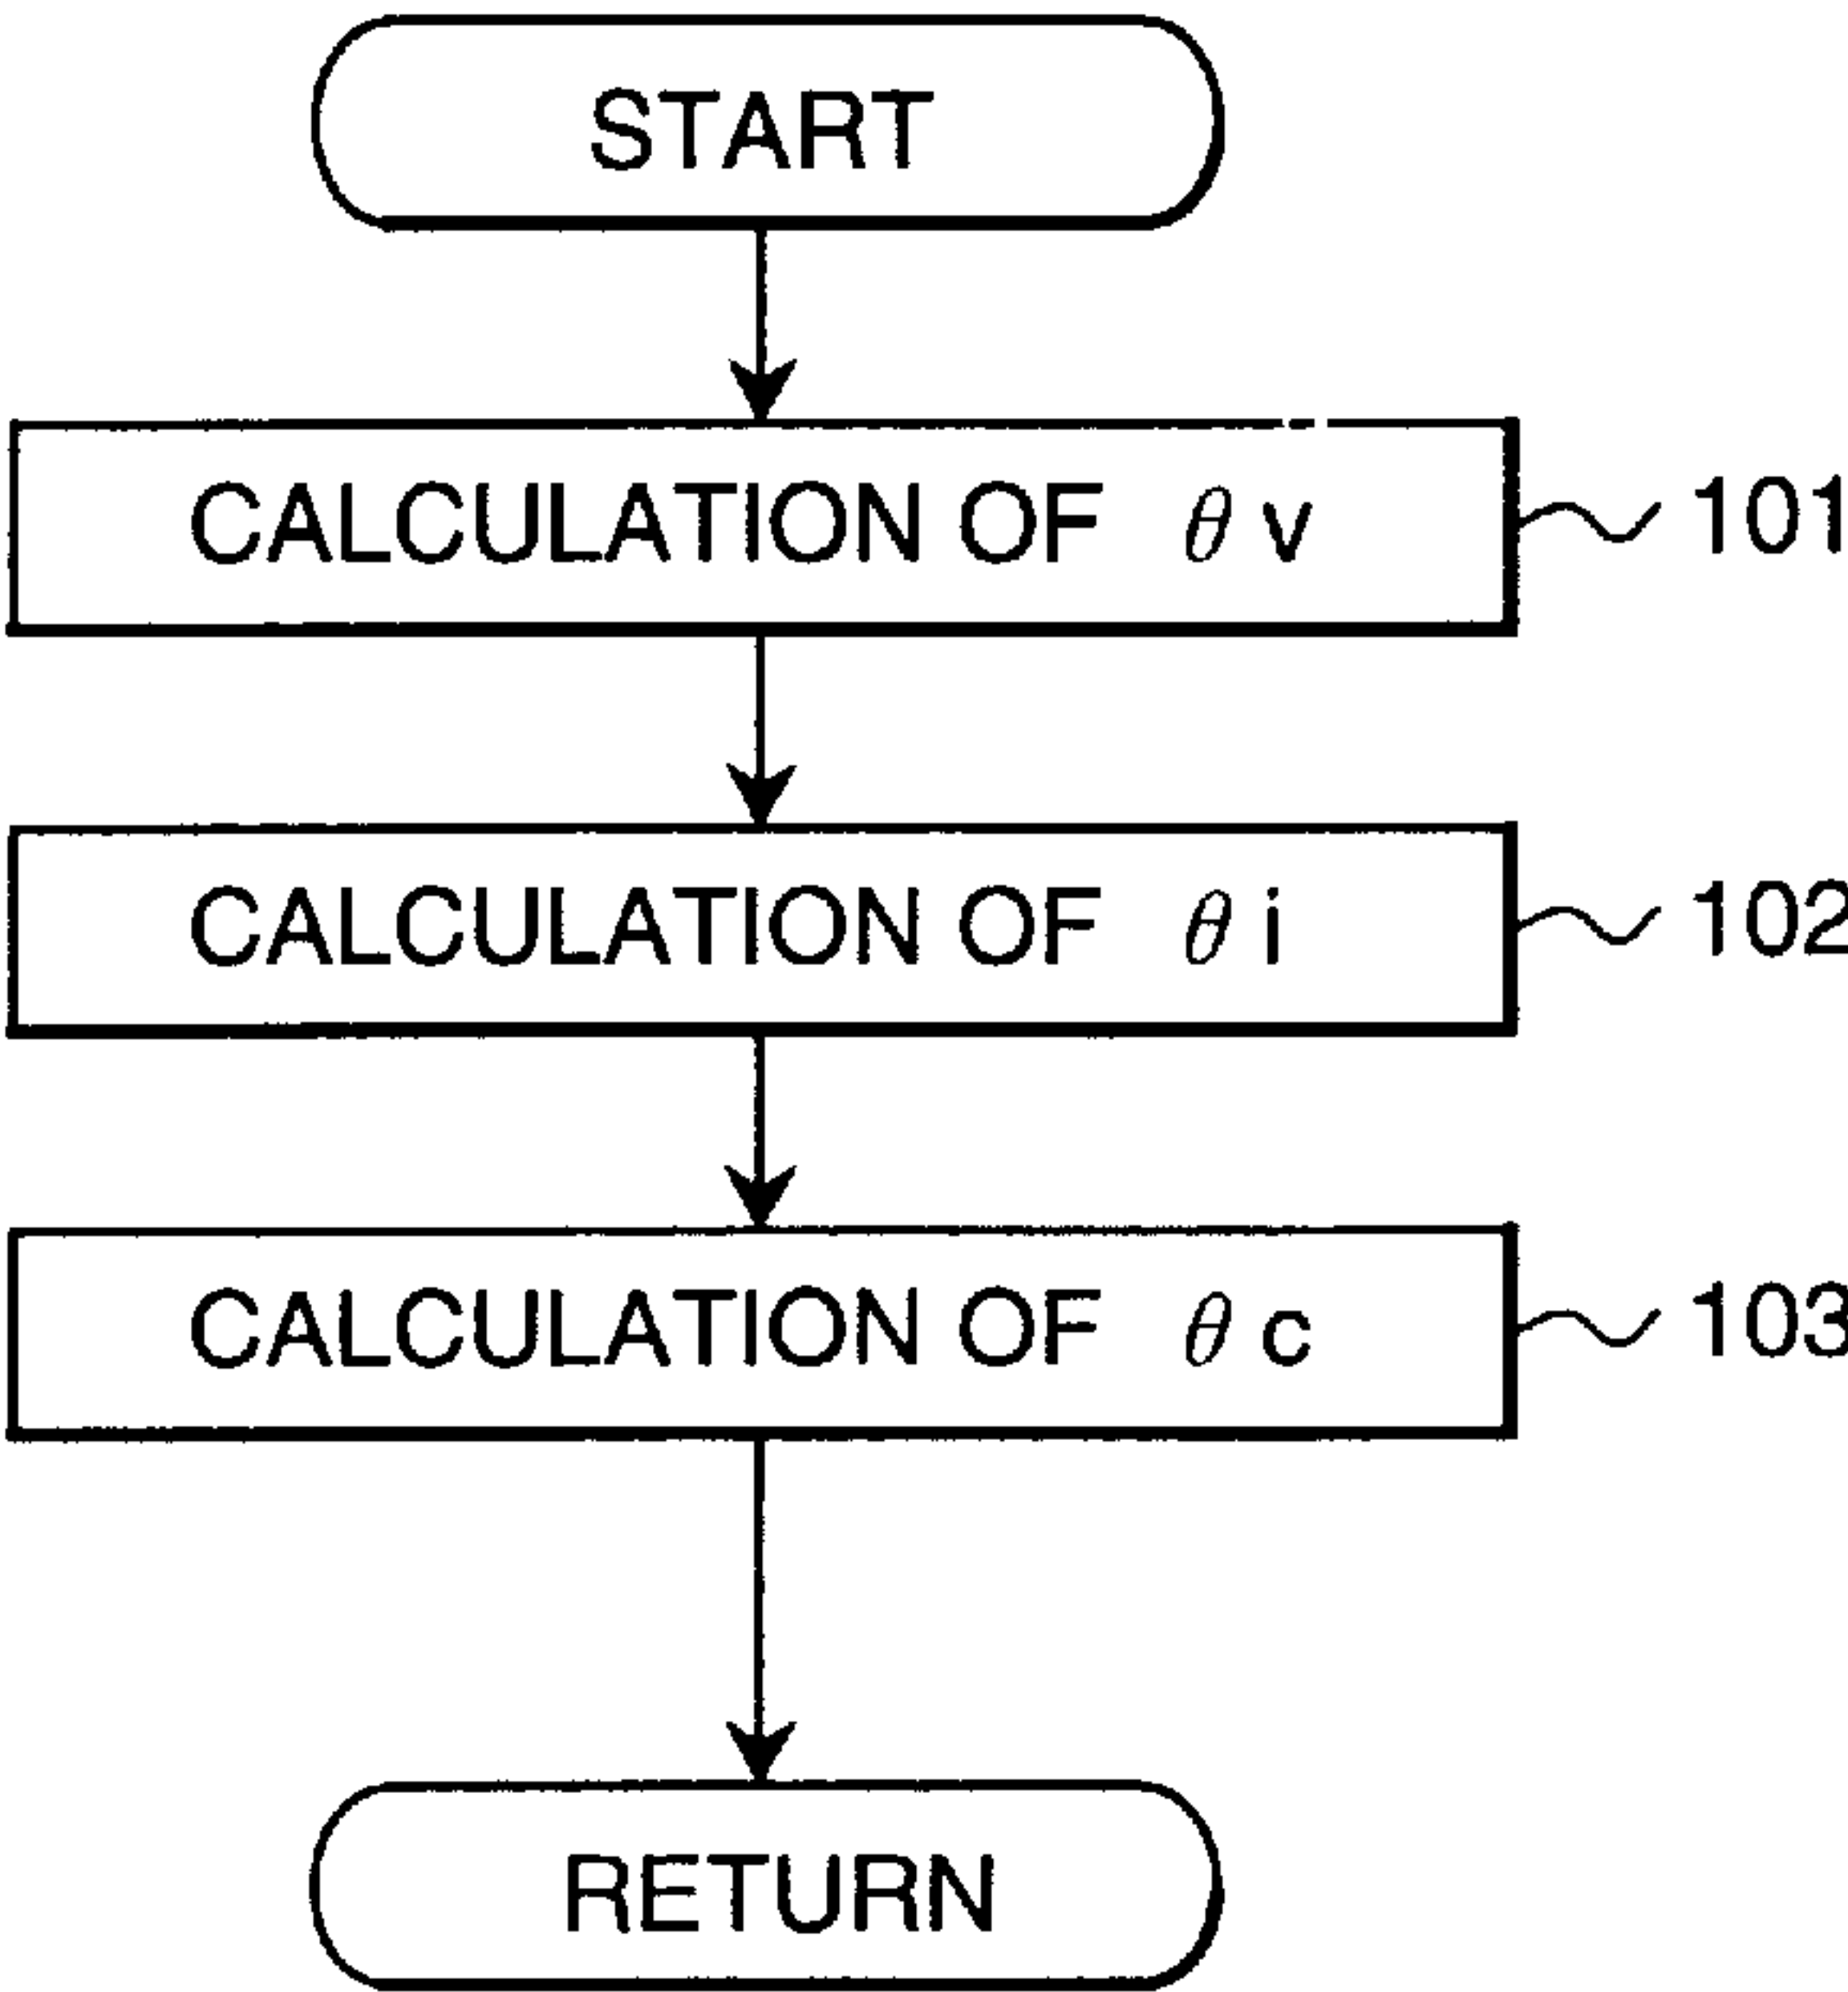 START
CALCULATION OF θv 101
CALCULATION OF θi 102
CALCULATION OF θc 103
RETURN